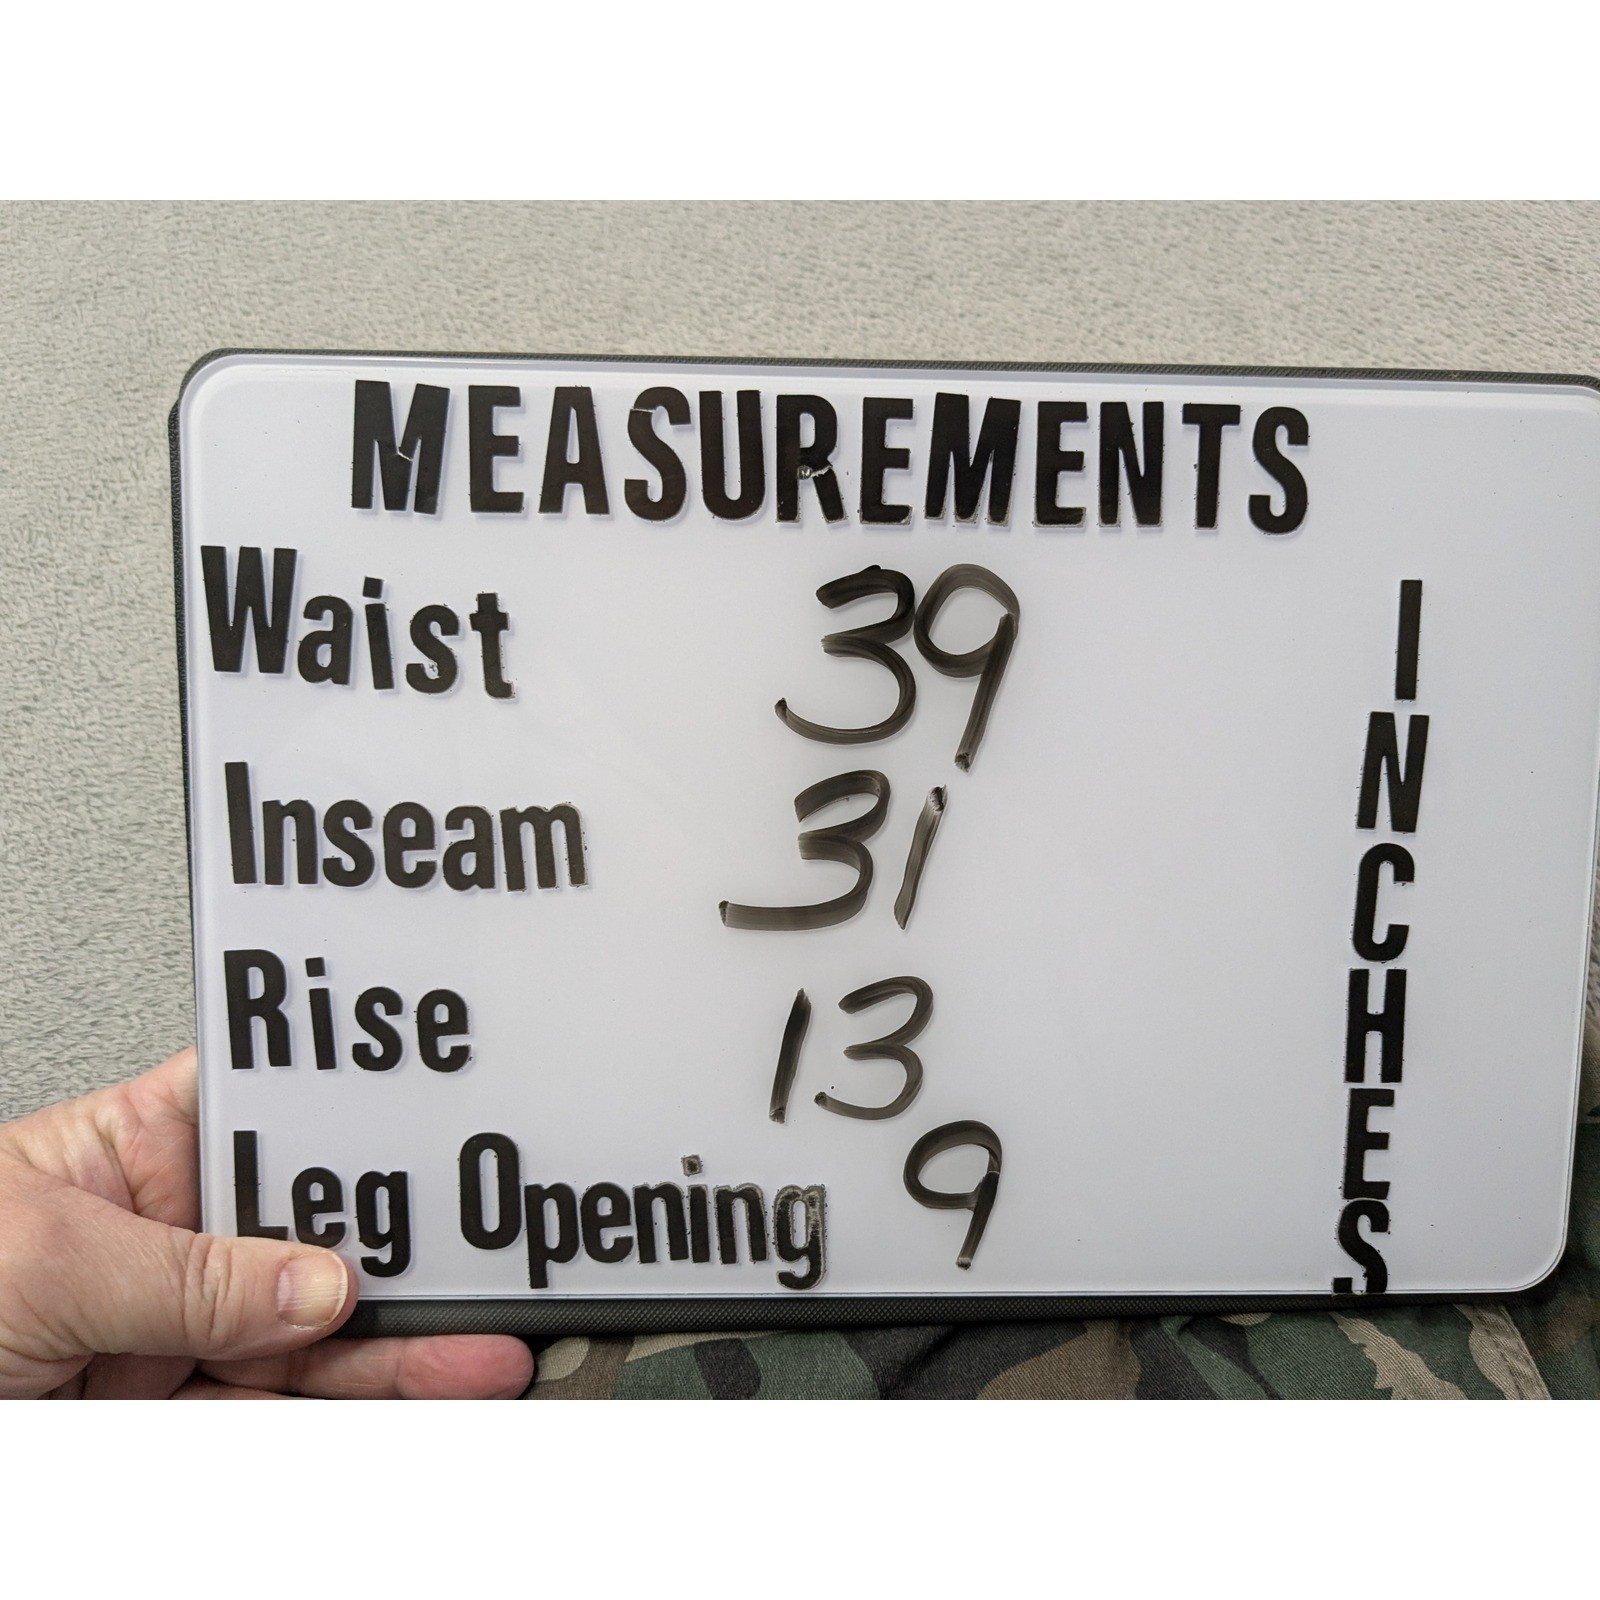 MEASUREMENTS
Waist 39
Inseam 31
Rise 13
Leg Opening 9
INCHES